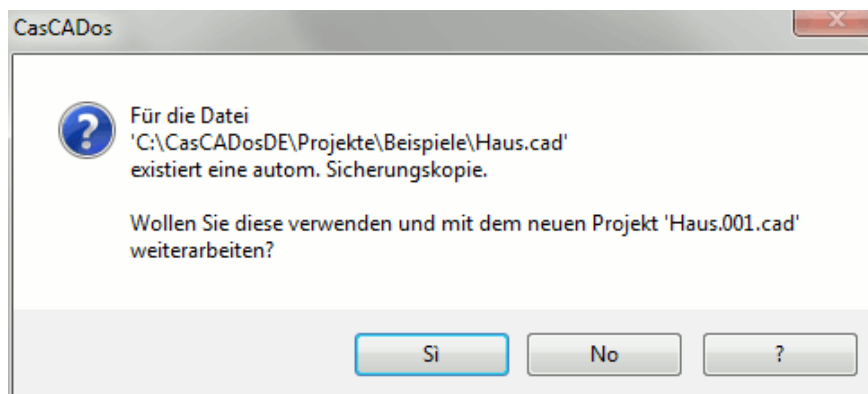 CasCADos
Für die Datei
'C:\CasCADosDE\Projekte\Beispiele\Haus.cad'
existiert eine autom. Sicherungskopie.
Wollen Sie diese verwenden und mit dem neuen Projekt 'Haus.001.cad'
weiterarbeiten?
Sì
No
?